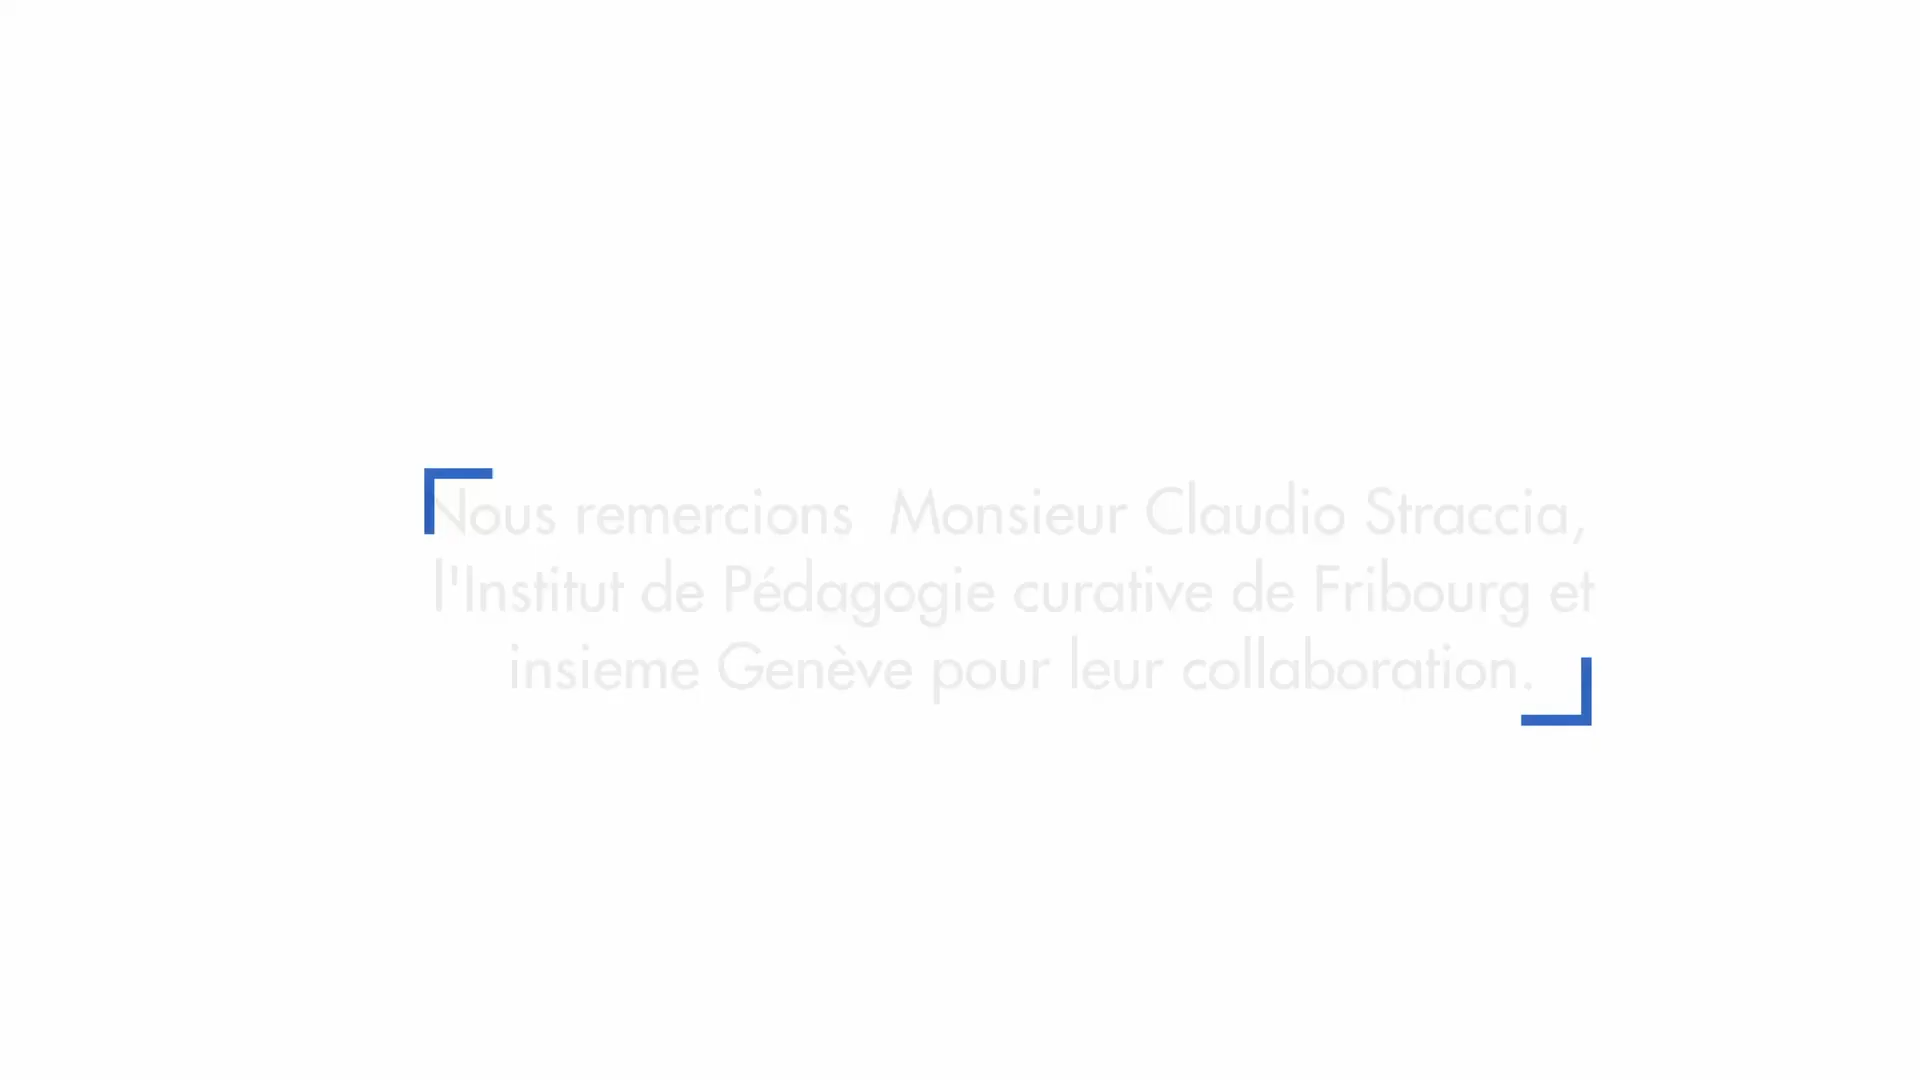 Nous remercions  Monsieur Claudio Straccia,
l'Institut de Pédagogie curative de Fribourg et
insieme Genève pour leur collaboration.